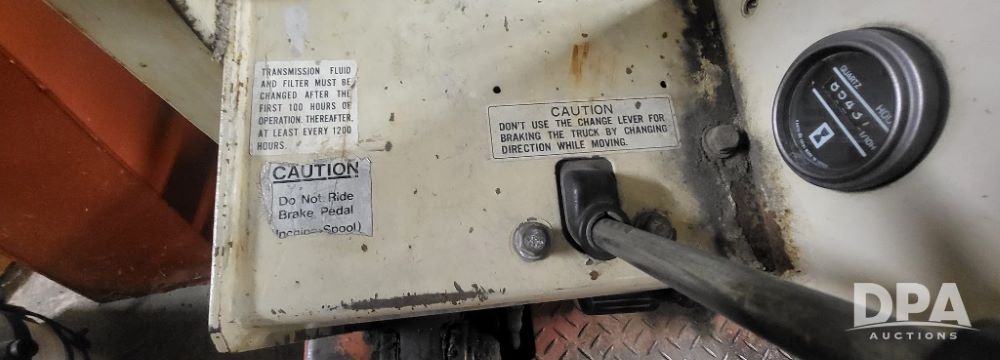 TRANSMISSION FLUID
AND FILTER MUST BE
CHANGED AFTER THE
FIRST 100 HOURS OF
OPERATION. THEREAFTER,
AT LEAST EVERY 1200
HOURS.
CAUTION
Do Not Ride
Brake Pedal
CAUTION
DON'T USE THE CHANGE LEVER FOR
BRAKING THE TRUCK BY CHANGING
DIRECTION WHILE MOVING.
QUARTZ
1/10H
DPA
AUCTIONS